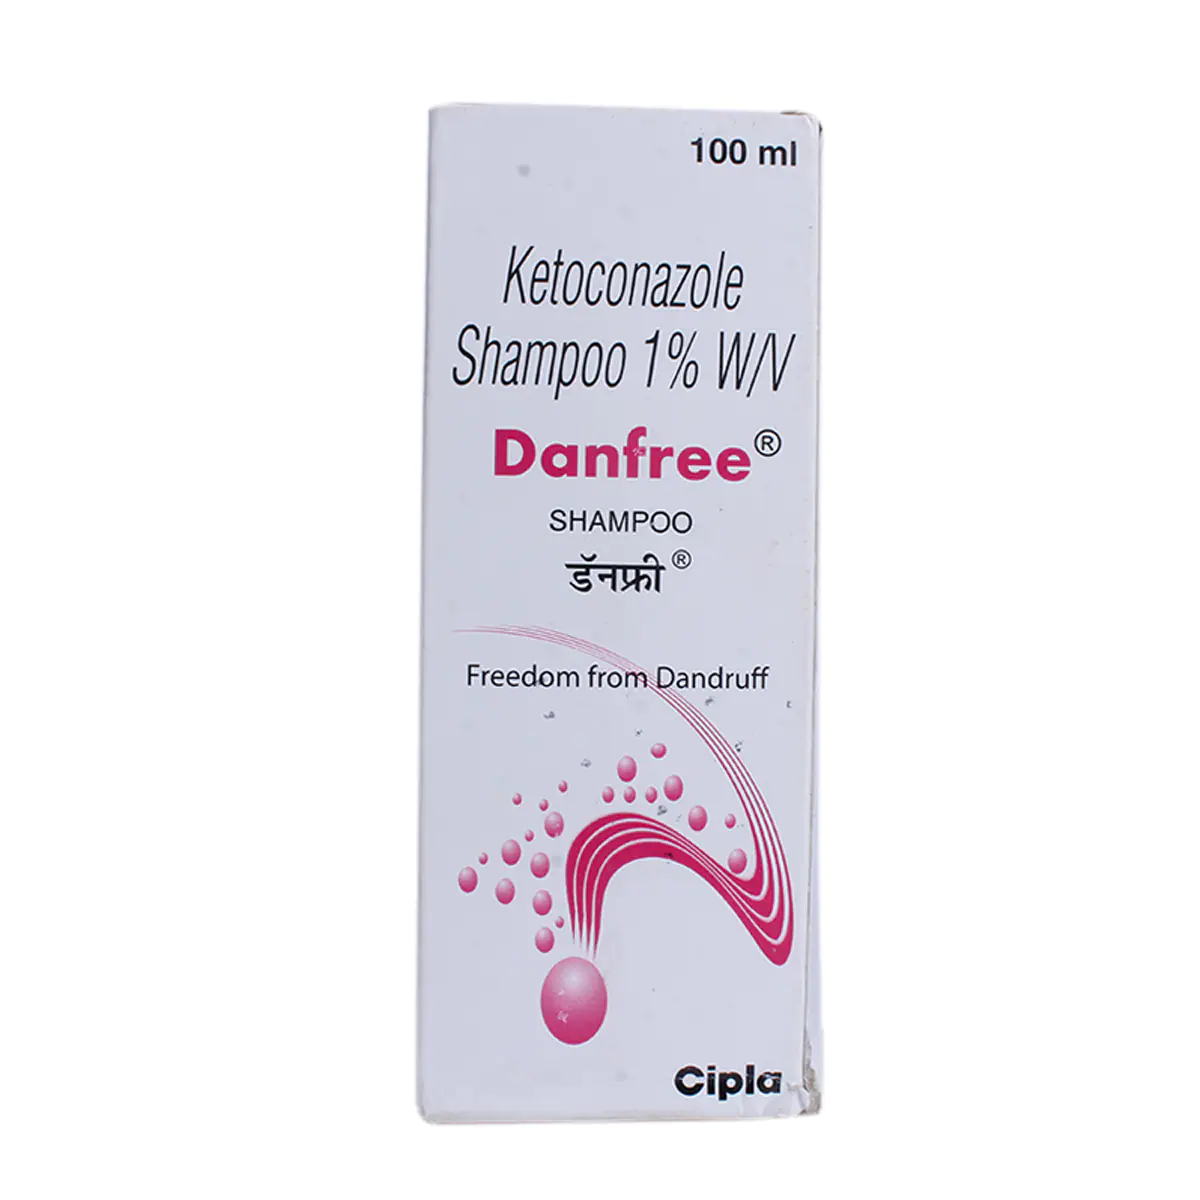 100 ml
Ketoconazole
Shampoo 1% W/V
Danfree®
SHAMPOO
डॅनफ्री®
Freedom from Dandruff
Cipla